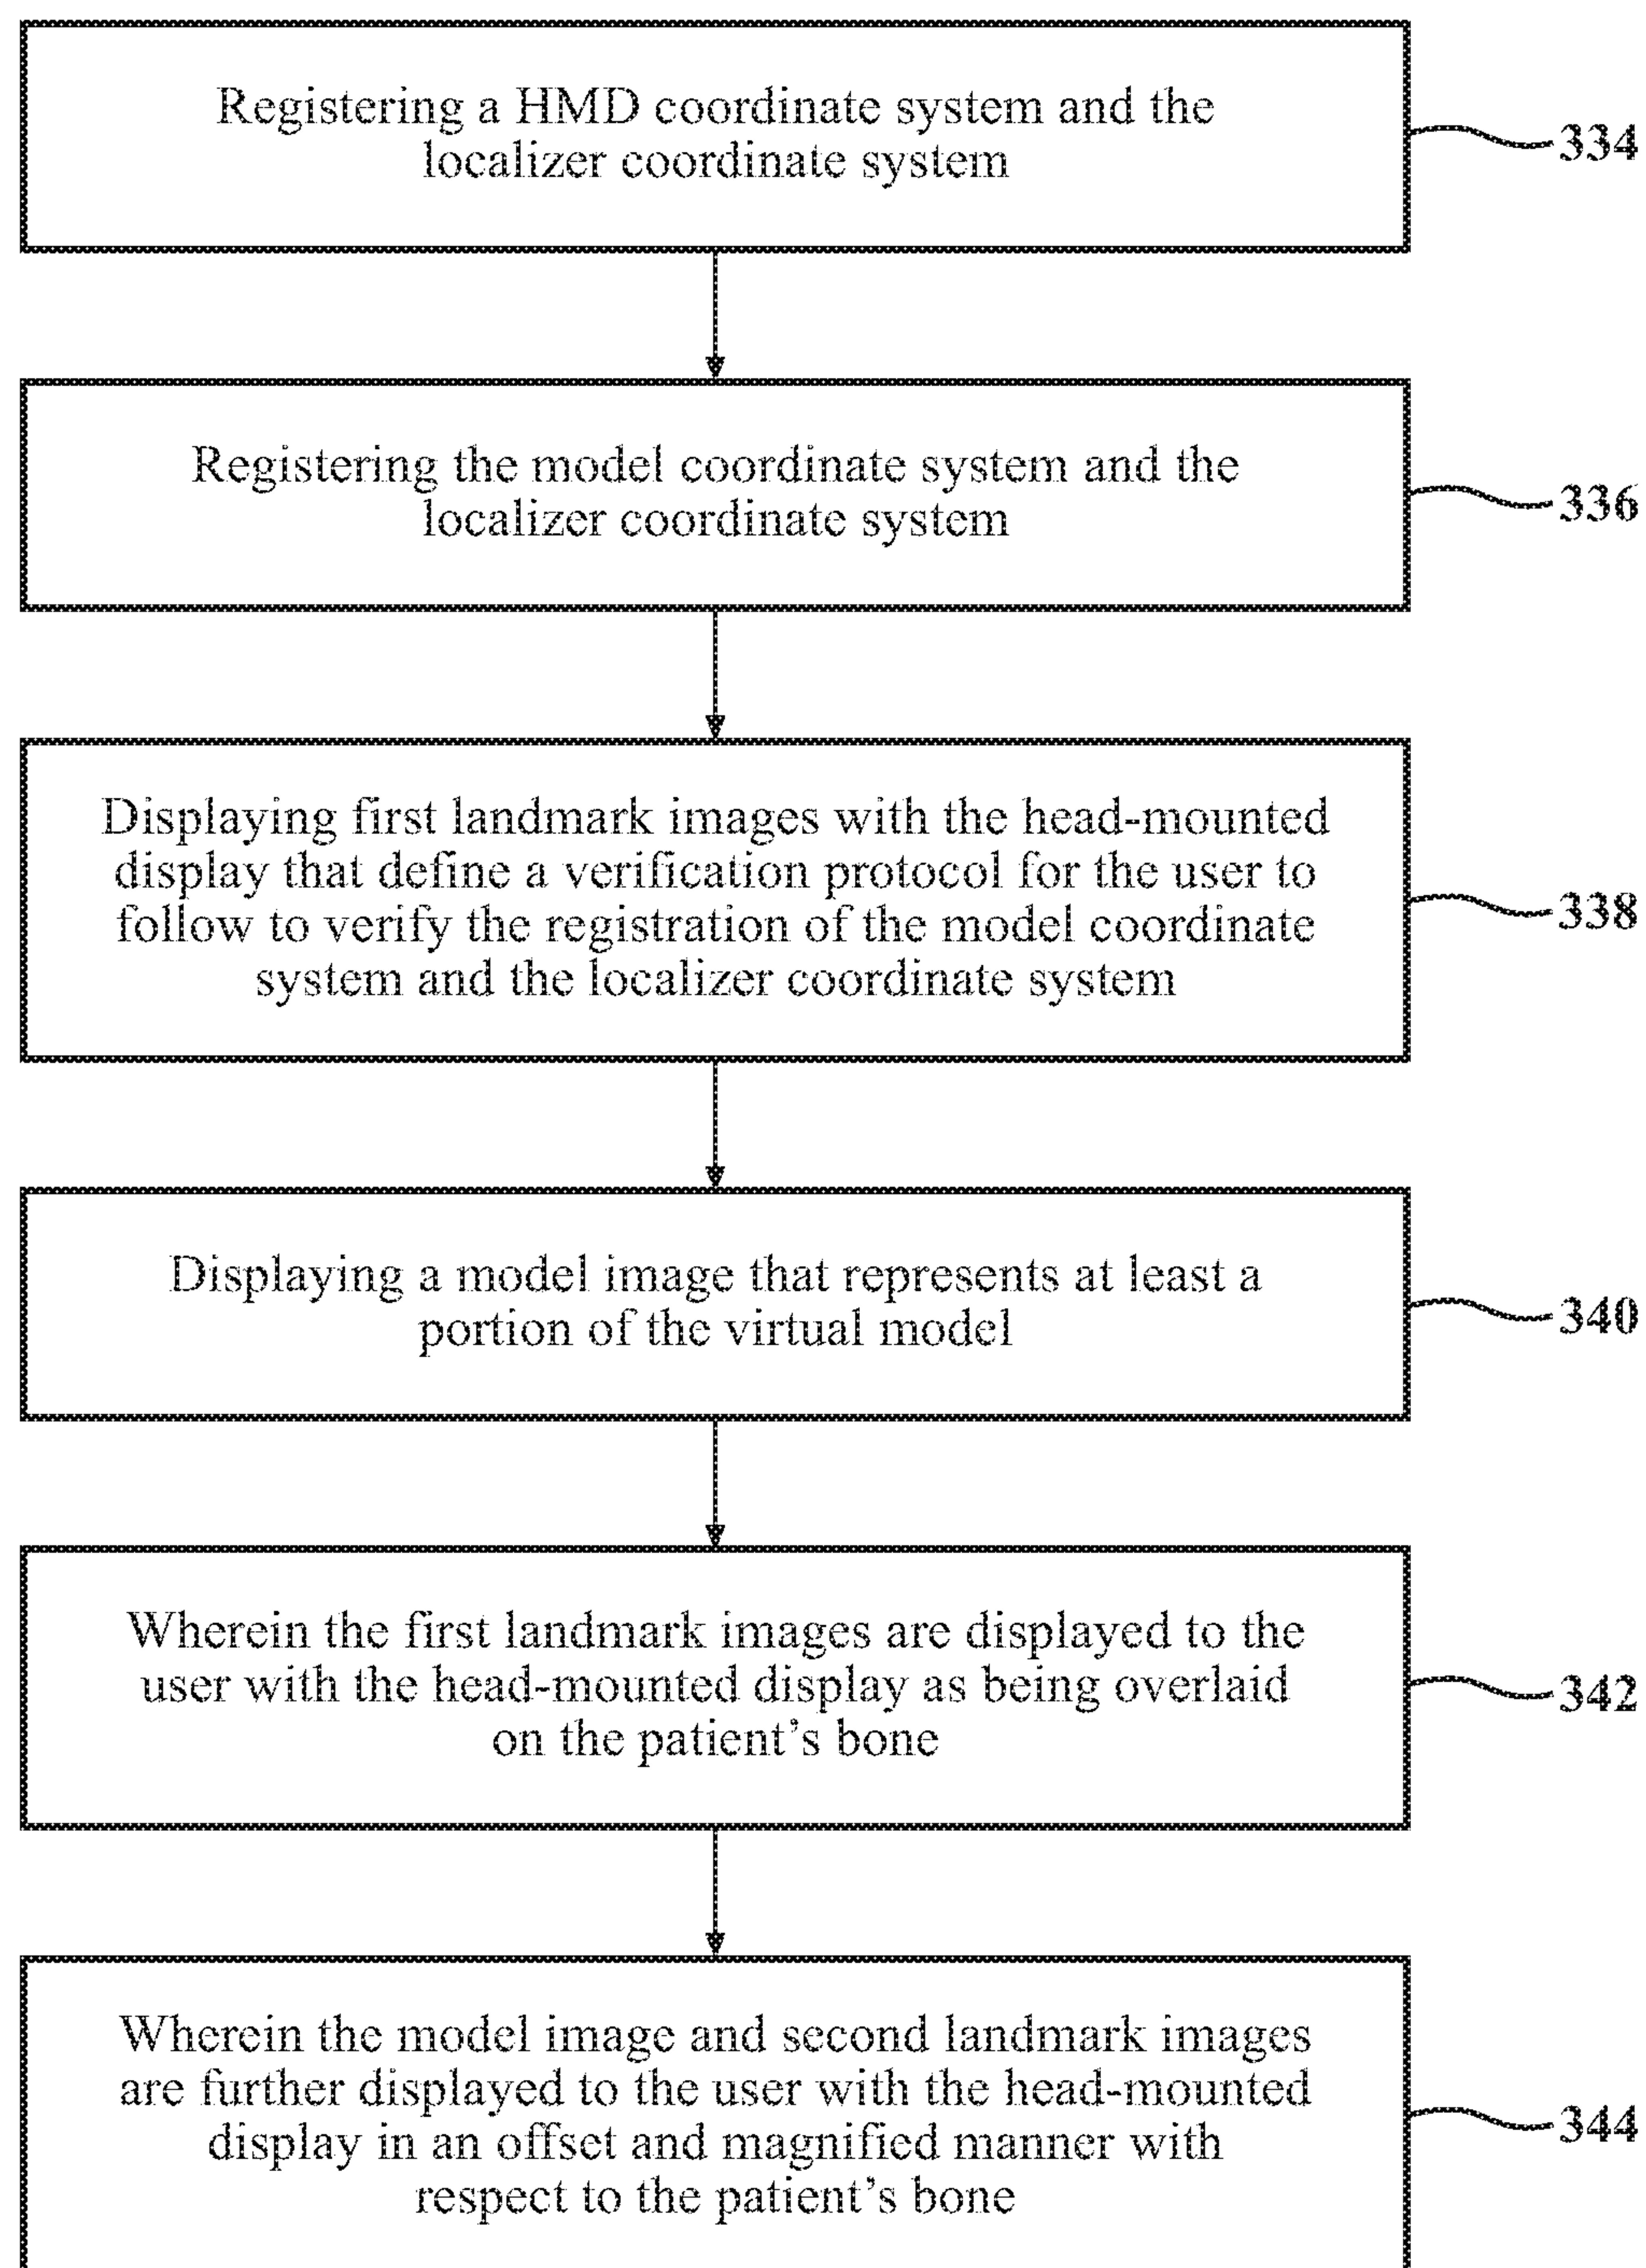 Registering a HMD coordinate system and the
localizer coordinate system
334
Registering the model coordinate system and the
localizer coordinate system
336
Displaying first landmark images with the head-mounted
display that define a verification protocol for the user to
follow to verify the registration of the model coordinate
system and the localizer coordinate system
338
Displaying a model image that represents at least a
portion of the virtual model
340
Wherein the first landmark images are displayed to the
user with the head-mounted display as being overlaid
on the patient's bone
342
Wherein the model image and second landmark images
are further displayed to the user with the head-mounted
display in an offset and magnified manner with
respect to the patient's bone
344